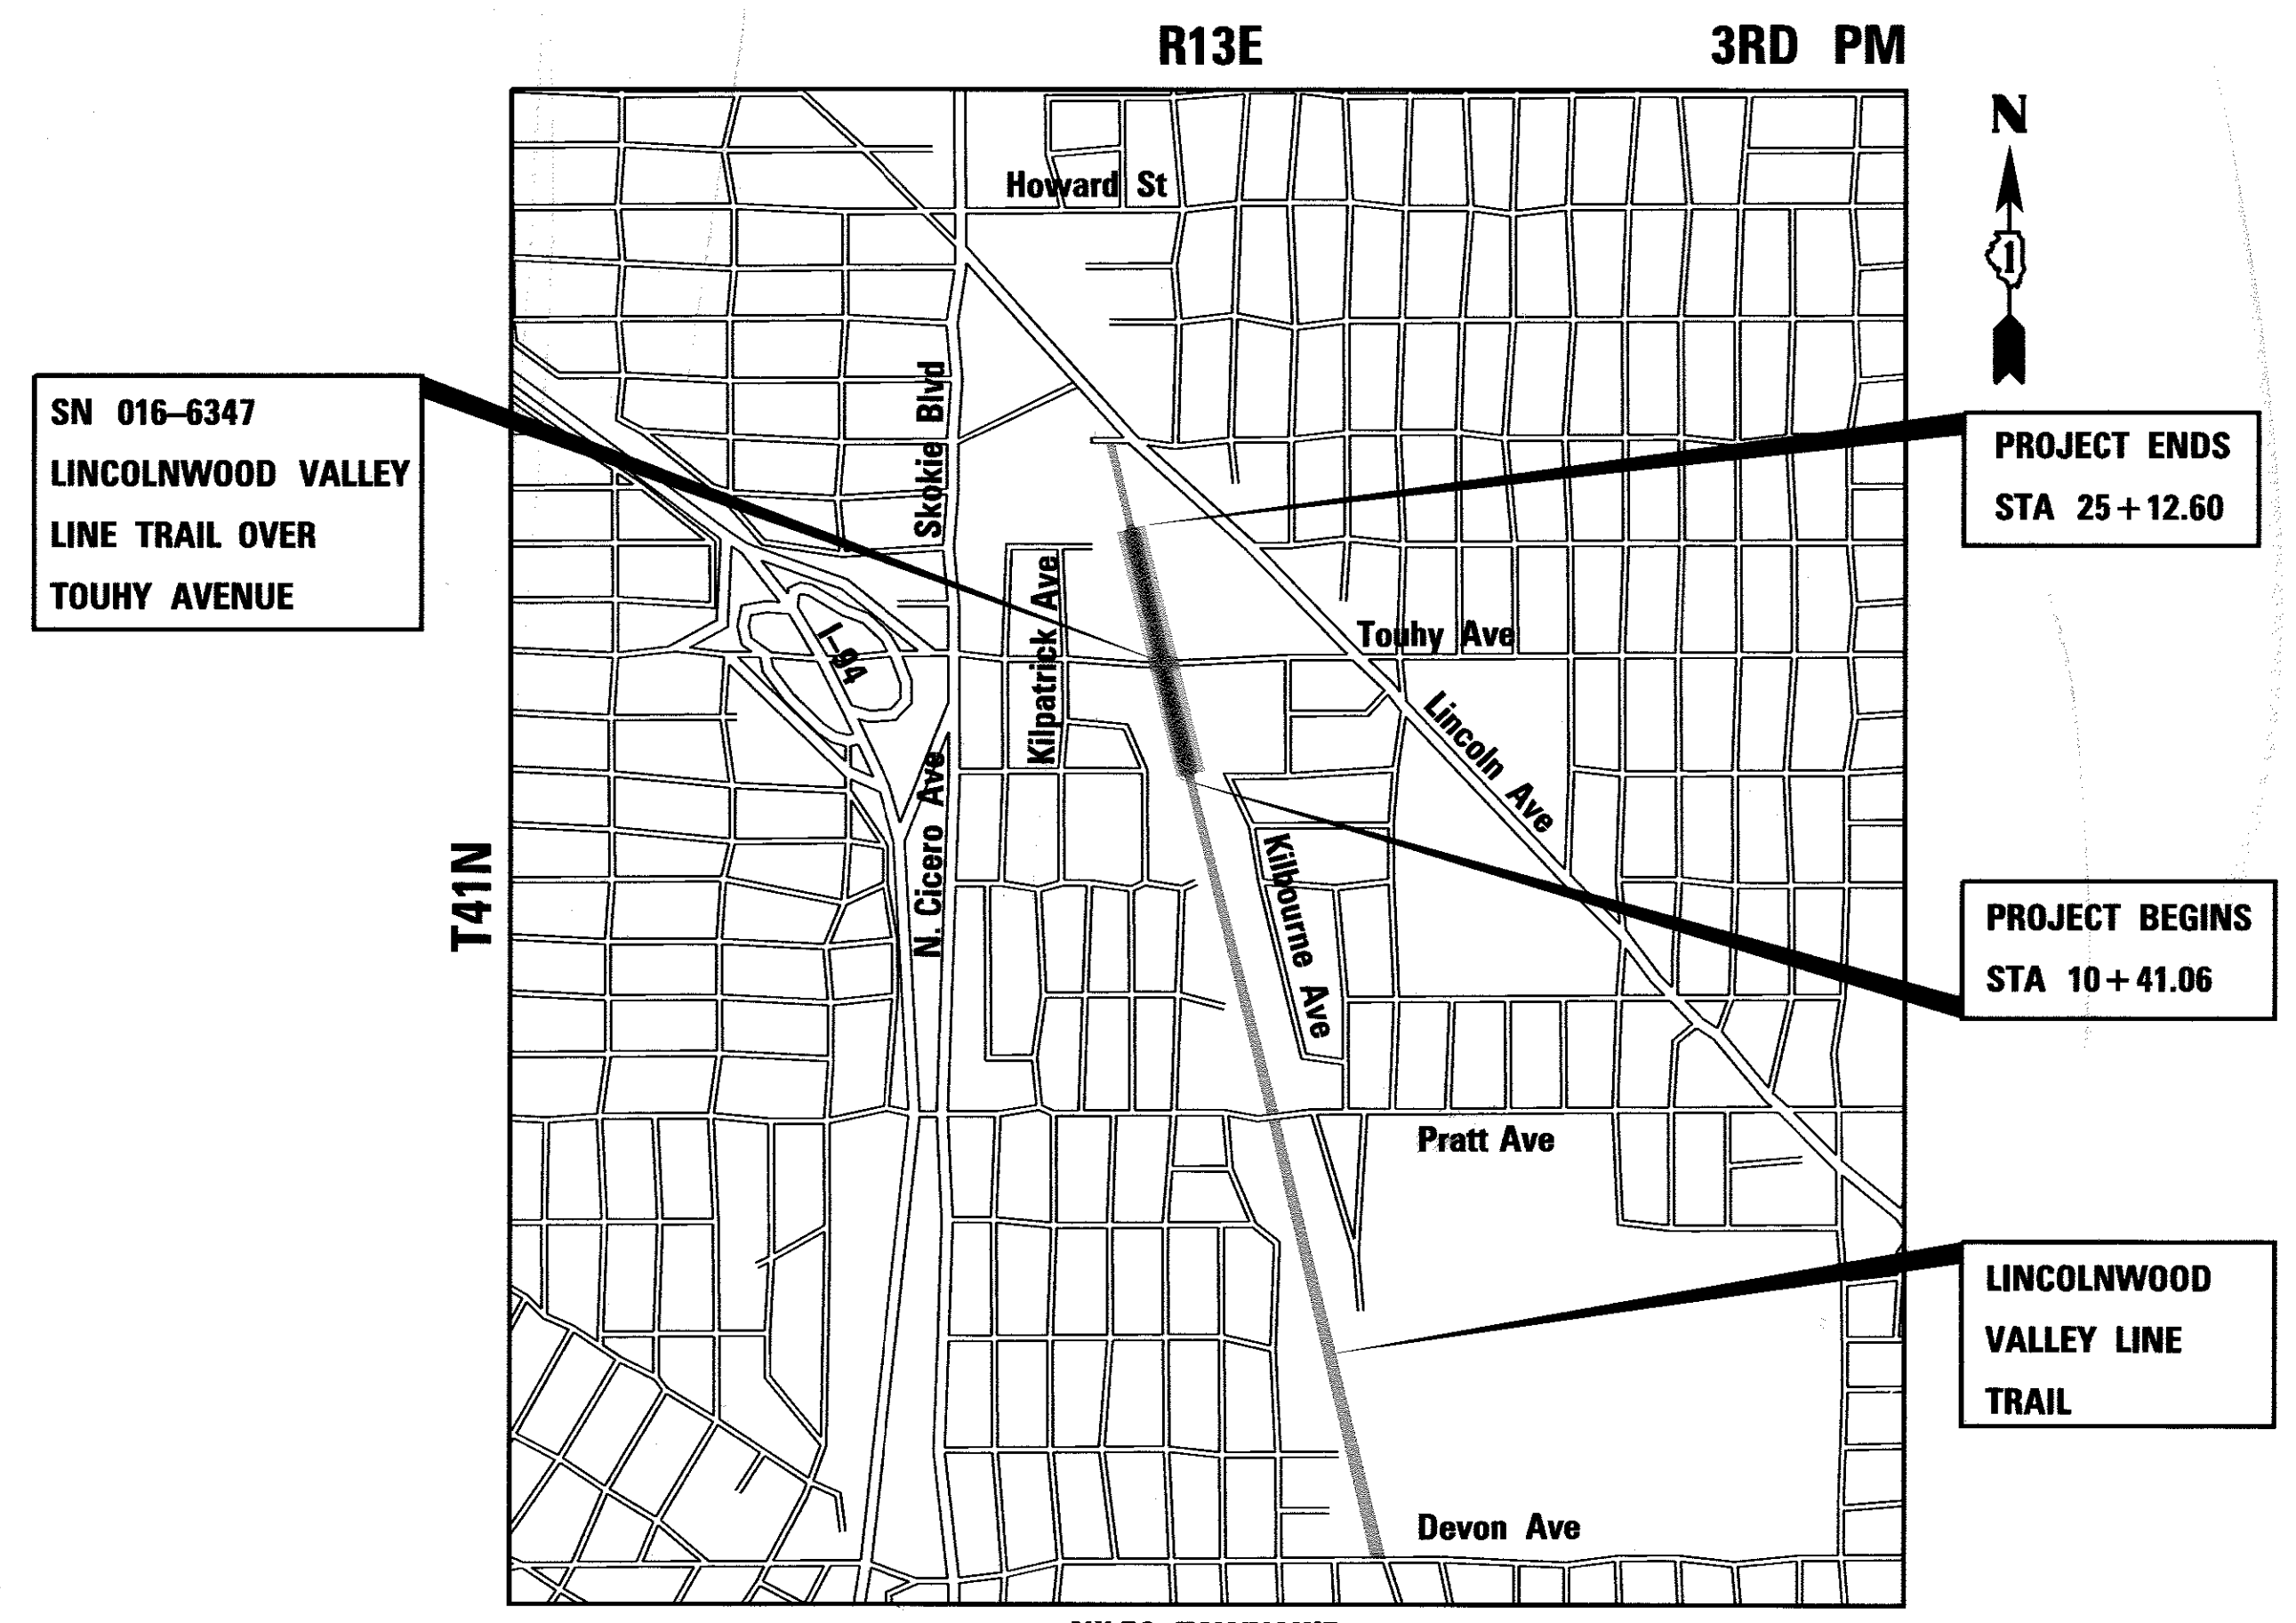 R13E
3RD PM
N
1
Howard St
SN 016-6347
LINCOLNWOOD VALLEY
LINE TRAIL OVER
TOUHY AVENUE
Skokie Blvd
PROJECT ENDS
STA 25+12.60
Kilpatrick Ave
I-94
Touhy Ave
Lincoln Ave
N. Cicero Ave
T41N
Kilbourne Ave
PROJECT BEGINS
STA 10+41.06
Pratt Ave
LINCOLNWOOD
VALLEY LINE
TRAIL
Devon Ave